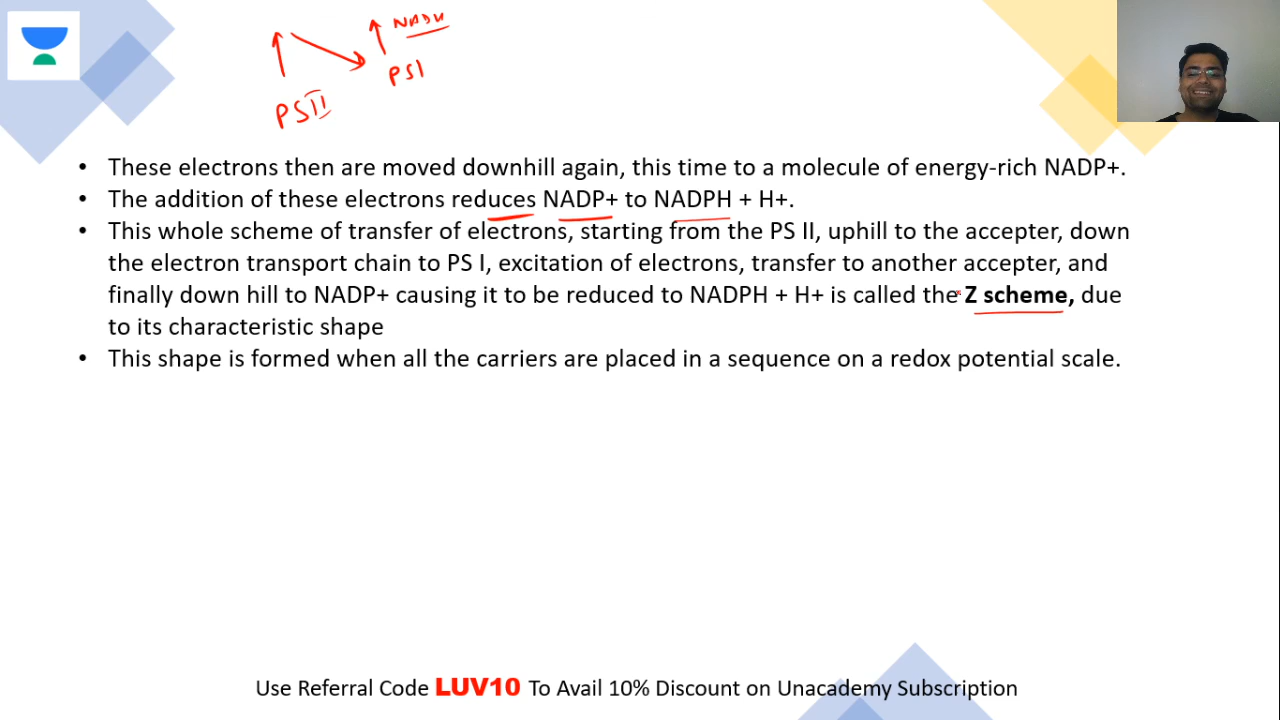 NADH
PSI
PSII
• These electrons then are moved downhill again, this time to a molecule of energy-rich NADP+.
• The addition of these electrons reduces NADP+ to NADPH + H+.
• This whole scheme of transfer of electrons, starting from the PS II, uphill to the accepter, down
the electron transport chain to PS I, excitation of electrons, transfer to another accepter, and
finally down hill to NADP+ causing it to be reduced to NADPH + H+ is called the Z scheme, due
to its characteristic shape
• This shape is formed when all the carriers are placed in a sequence on a redox potential scale.
Use Referral Code LUV10 To Avail 10% Discount on Unacademy Subscription